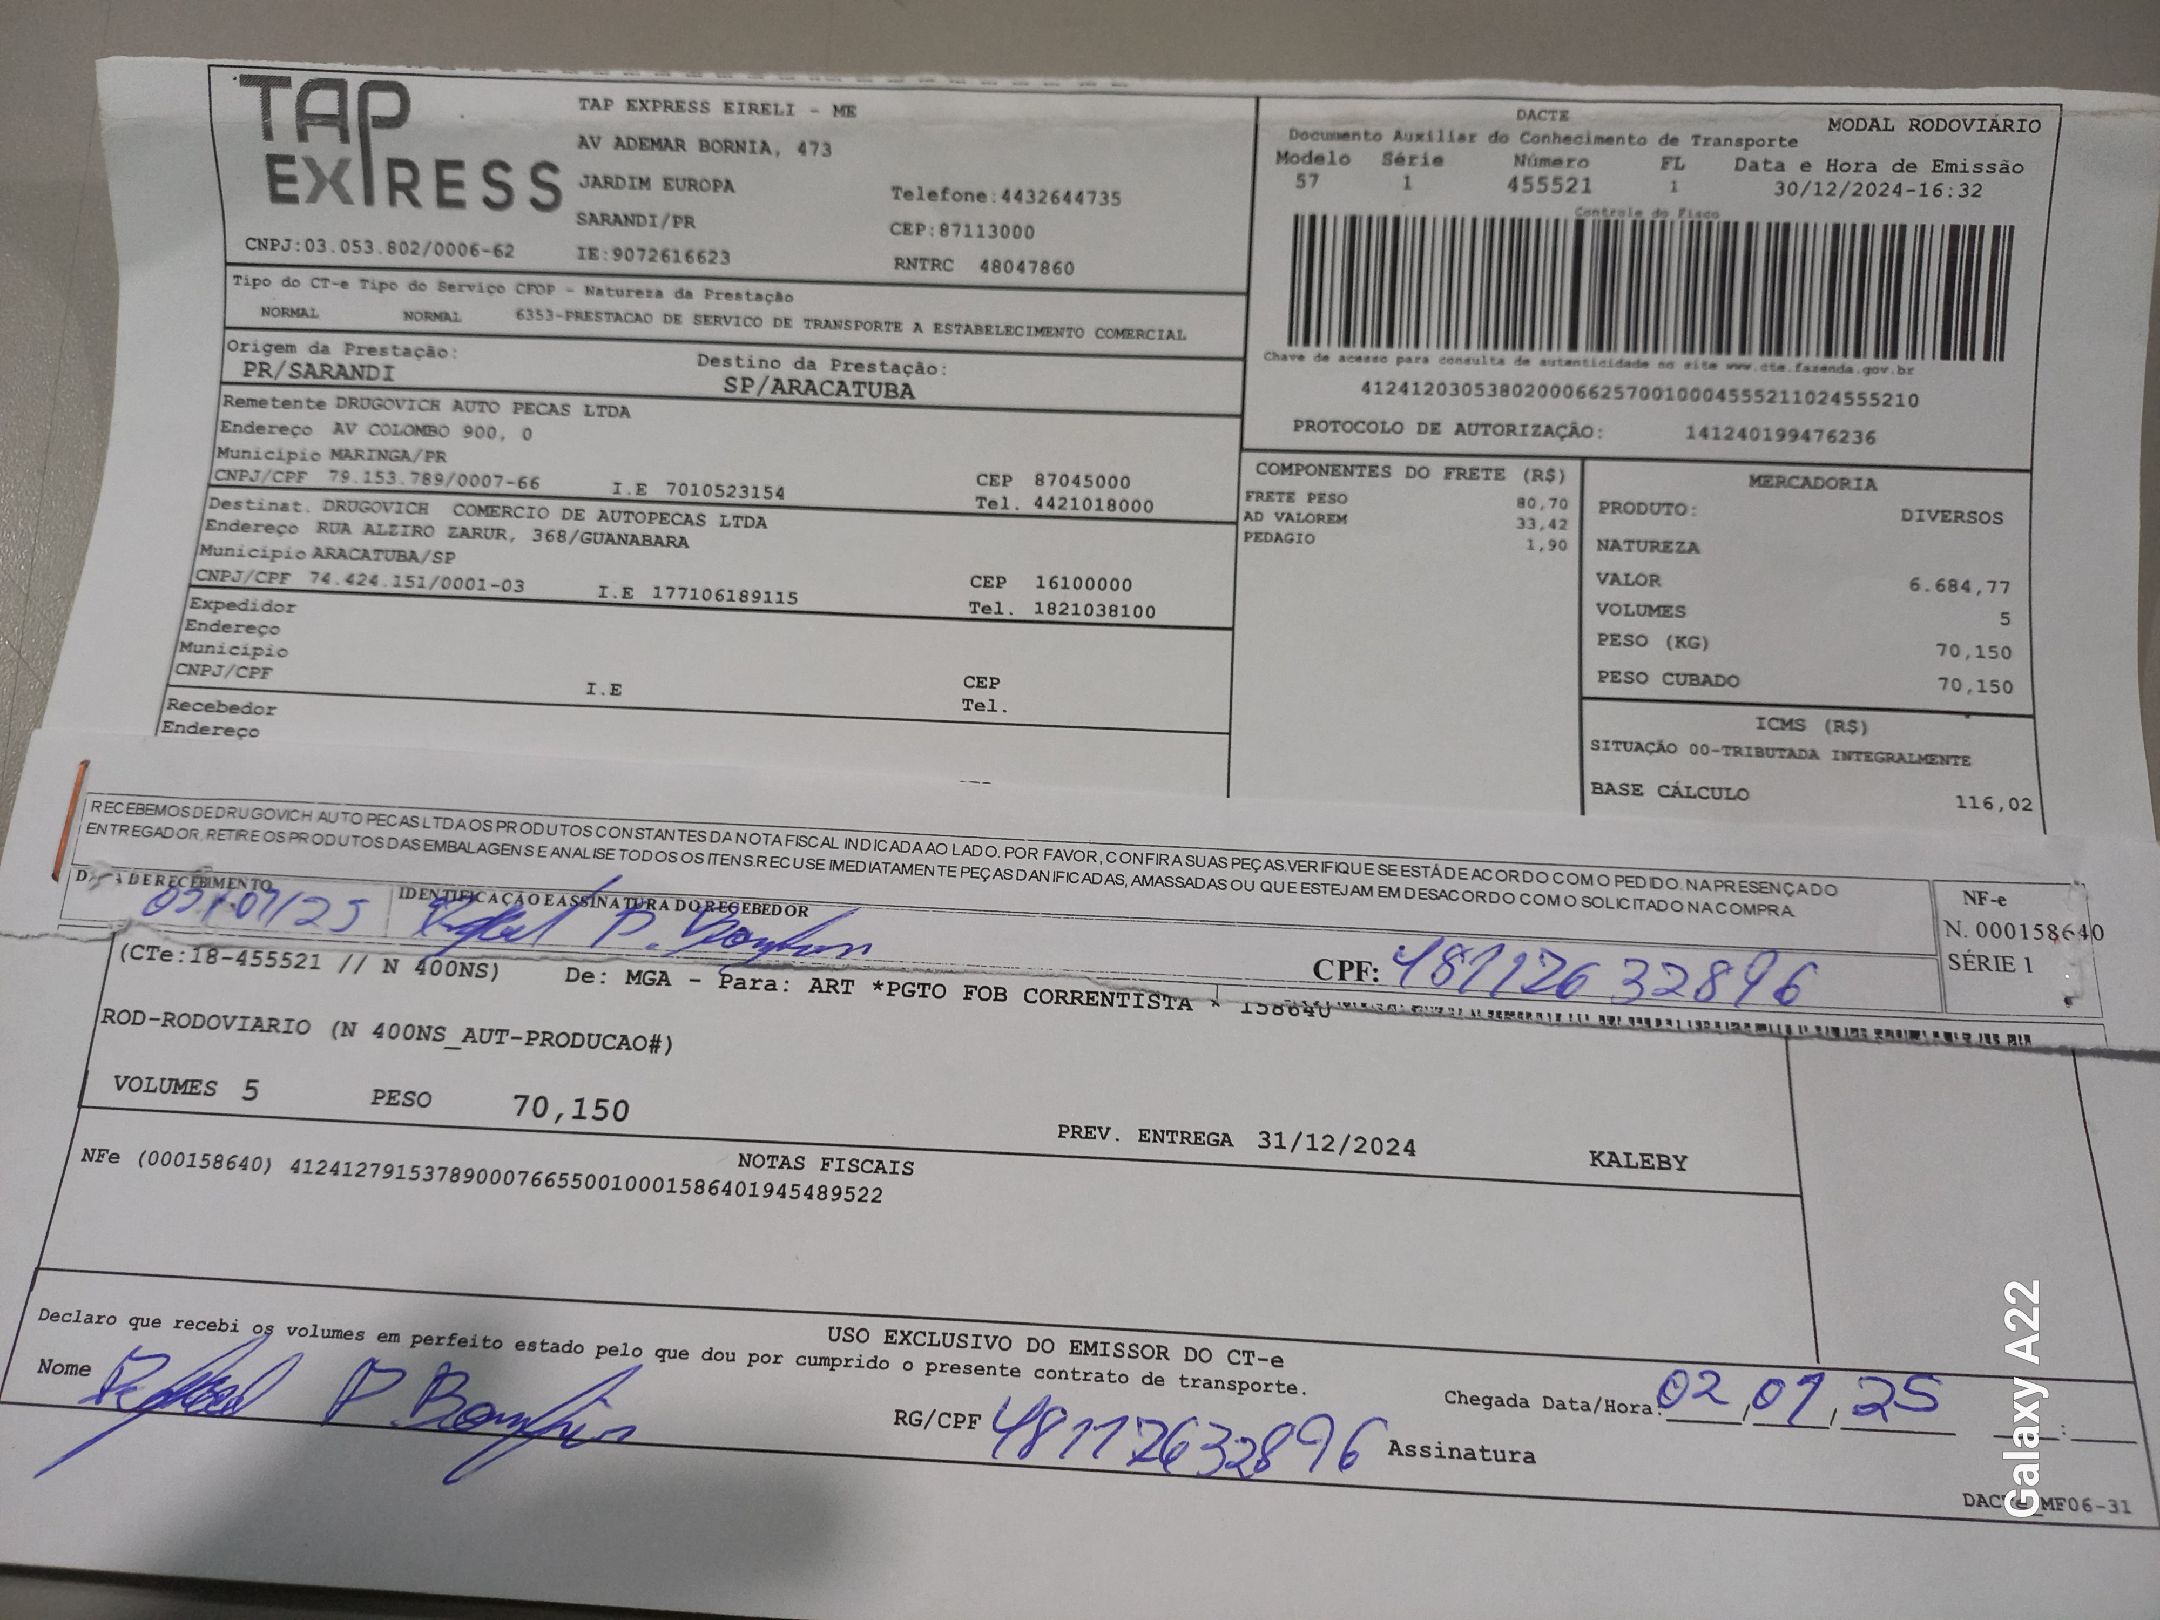 TAP EXPRESS
TAP EXPRESS EIRELI - ME
AV ADEMAR BORNIA, 473
JARDIM EUROPA
Telefone:4432644735
SARANDI/PR
CEP:87113000
CNPJ:03.053.802/0006-62
IE:9072616623
RNTRC 48047860
DACTE
MODAL RODOVIÁRIO
Documento Auxiliar do Conhecimento de Transporte
Modelo Série Número FL Data e Hora de Emissão
57 1 455521 1 30/12/2024-16:32
Controle do Fisco
Chave de acesso para consulta de autenticidade no site www.cte.fazenda.gov.br
41241203053802000662570010004555211024555210
PROTOCOLO DE AUTORIZAÇÃO: 141240199476236
Tipo do CT-e Tipo do Serviço CFOP - Natureza da Prestação
NORMAL NORMAL 6353-PRESTACAO DE SERVICO DE TRANSPORTE A ESTABELECIMENTO COMERCIAL
Origem da Prestação: Destino da Prestação:
PR/SARANDI SP/ARACATUBA
Remetente DRUGOVICH AUTO PECAS LTDA
Endereço AV COLOMBO 900, 0
Município MARINGA/PR CEP 87045000
CNPJ/CPF 79.153.789/0007-66 I.E 7010523154 Tel. 4421018000
Destinat. DRUGOVICH COMERCIO DE AUTOPECAS LTDA
Endereço RUA ALZIRO ZARUR, 368/GUANABARA
Município ARACATUBA/SP CEP 16100000
CNPJ/CPF 74.424.151/0001-03 I.E 177106189115 Tel. 1821038100
Expedidor
Endereço
Município CEP
CNPJ/CPF I.E Tel.
Recebedor
Endereço
COMPONENTES DO FRETE (R$)
FRETE PESO 80,70
AD VALOREM 33,42
PEDAGIO 1,90
MERCADORIA
PRODUTO: DIVERSOS
NATUREZA
VALOR 6.684,77
VOLUMES 5
PESO (KG) 70,150
PESO CUBADO 70,150
ICMS (R$)
SITUAÇÃO 00-TRIBUTADA INTEGRALMENTE
BASE CÁLCULO 116,02
RECEBEMOS DE DRUGOVICH AUTO PECAS LTDA OS PRODUTOS CONSTANTES DA NOTA FISCAL INDICADA AO LADO. POR FAVOR, CONFIRA SUAS PEÇAS. VERIFIQUE SE ESTÁ DE ACORDO COM O PEDIDO. NA PRESENÇA DO
ENTREGADOR, RETIRE OS PRODUTOS DAS EMBALAGENS E ANALISE TODOS OS ITENS. RECUSE IMEDIATAMENTE PEÇAS DANIFICADAS, AMASSADAS OU QUE ESTEJAM EM DESACORDO COM O SOLICITADO NA COMPRA.
DE RECEBIMENTO IDENTIFICAÇÃO E ASSINATURA DO RECEBEDOR
02/01/25 Rafael P. Bomfim
CPF: 48112632896
NF-e
N. 000158640
SÉRIE 1
(CTe:18-455521 // N 400NS) De: MGA - Para: ART *PGTO FOB CORRENTISTA * 158640
ROD-RODOVIARIO (N 400NS_AUT-PRODUCAO#)
VOLUMES 5 PESO 70,150
PREV. ENTREGA 31/12/2024 KALEBY
NOTAS FISCAIS
NFe (000158640) 41241279153789000766550010001586401945489522
USO EXCLUSIVO DO EMISSOR DO CT-e
Declaro que recebi os volumes em perfeito estado pelo que dou por cumprido o presente contrato de transporte.
Nome Rafael P. Bomfim RG/CPF 48112632896 Assinatura
Chegada Data/Hora: 02,01,25 :
DACTE_MF06-31
Galaxy A22